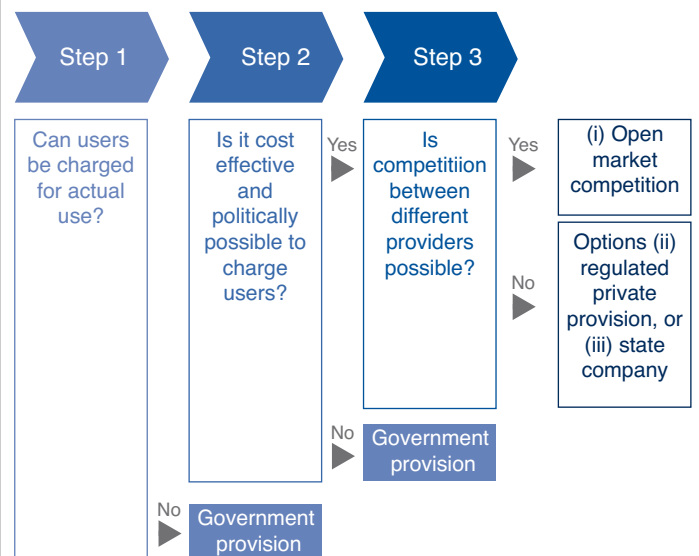 Step 1
Step 2
Step 3
Can users
be charged
for actual
use?
Is it cost
effective
and
politically
possible to
charge
users?
Yes
Is
competitiion
between
different
providers
possible?
Yes
(i) Open
market
competition
No
Options (ii)
regulated
private
provision, or
(iii) state
company
No
Government
provision
No
Government
provision